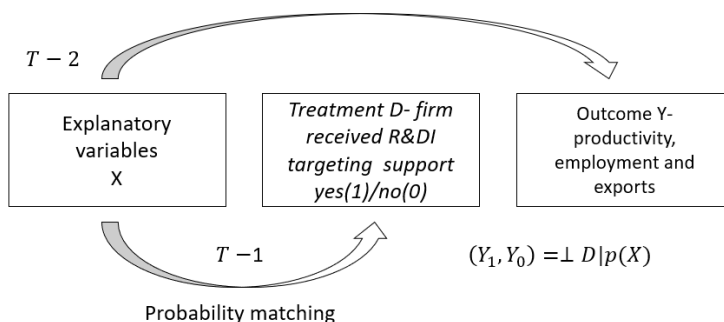 T − 2
Explanatory
variables
X
Treatment D- firm
received R&DI
targeting support
yes(1)/no(0)
Outcome Y-
productivity,
employment and
exports
T −1
(Y₁, Y₀) =⊥ D|p(X)
Probability matching